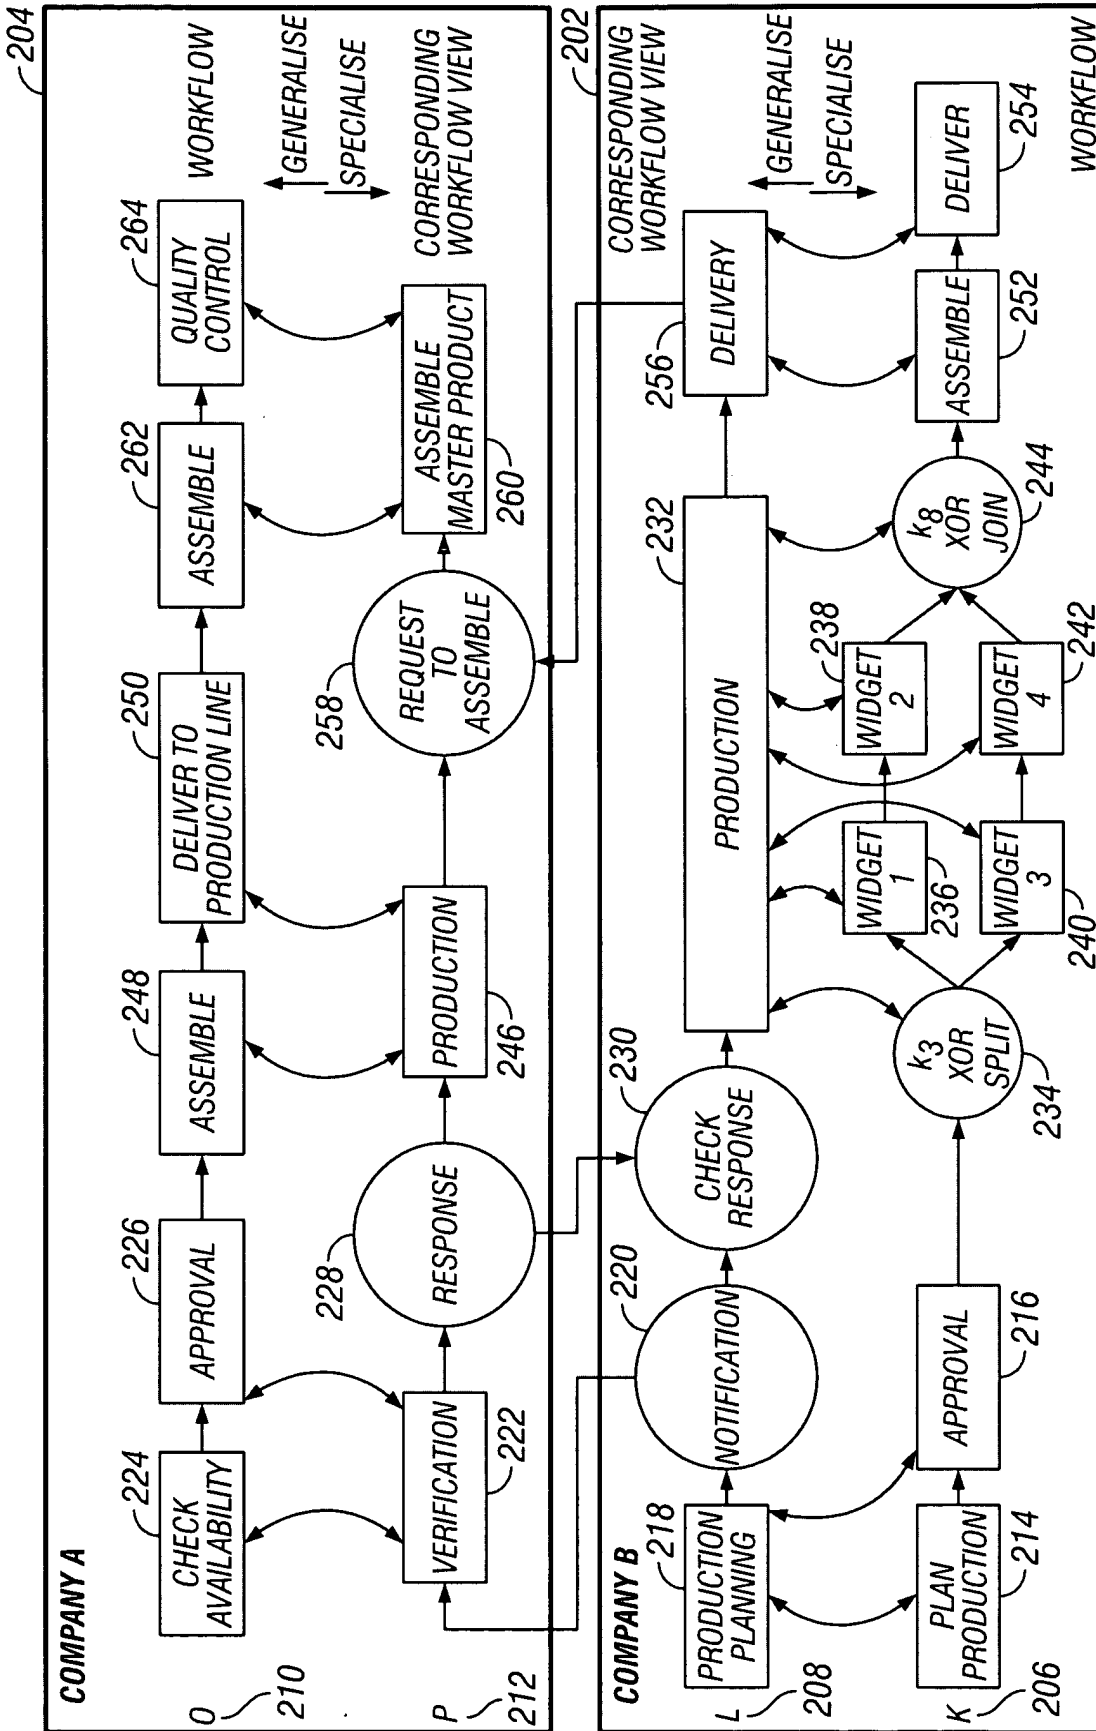 204
COMPANY A
O
210
224
CHECK
AVAILABILITY
226
APPROVAL
248
ASSEMBLE
250
DELIVER TO
PRODUCTION LINE
262
ASSEMBLE
264
QUALITY
CONTROL
WORKFLOW
GENERALISE
SPECIALISE
P
212
VERIFICATION
222
228
RESPONSE
PRODUCTION
246
258
REQUEST
TO
ASSEMBLE
ASSEMBLE
MASTER PRODUCT
260
CORRESPONDING
WORKFLOW VIEW
202
COMPANY B
L
208
218
PRODUCTION
PLANNING
220
NOTIFICATION
230
CHECK
RESPONSE
232
PRODUCTION
256
DELIVERY
CORRESPONDING
WORKFLOW VIEW
GENERALISE
SPECIALISE
K
206
PLAN
PRODUCTION
214
APPROVAL
216
k3
XOR
SPLIT
234
WIDGET
1
236
WIDGET
2
238
WIDGET
3
240
WIDGET
4
242
k8
XOR
JOIN
244
ASSEMBLE
252
DELIVER
254
WORKFLOW